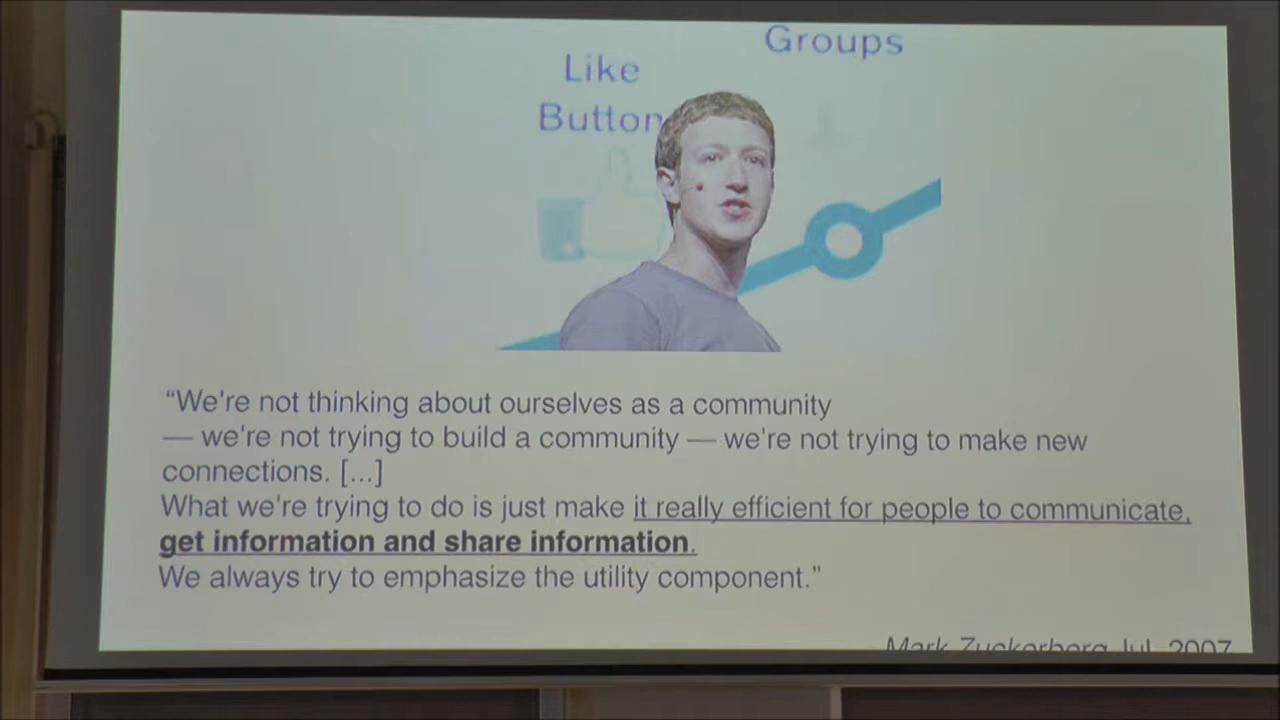 Groups
Like
Button
“We're not thinking about ourselves as a community
— we're not trying to build a community — we're not trying to make new
connections. [...]
What we're trying to do is just make it really efficient for people to communicate,
get information and share information.
We always try to emphasize the utility component.”
Mark Zuckerberg Jul, 2007